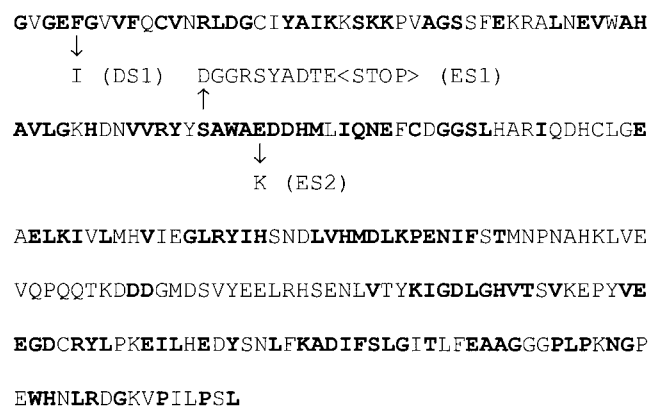 GVGEFGVVFQCVNRLDGCIYAIKKSKKPVAGSSFEKRALNEVWAH
↓
I (DS1) DGGRSYADTE<STOP> (ES1)
↑
AVLGKHDNVVRYYSAWAEDDHMLIQNEFCDGGSLHARIQDHCLGE
↓
K (ES2)
AELKIVLMHVIEGLRYIHSNDLVHMDLKPENIFSTMNPNAHKLVE
VQPQQTKDDDGMDSVYEELRHSENLVTYKIGDLGHVTSVKEPYVE
EGDCRYLPKEILHEDYSNLFKADIFSLGITLFEAAGGGPLPKNGP
EWHNLRDGKVPILPSL